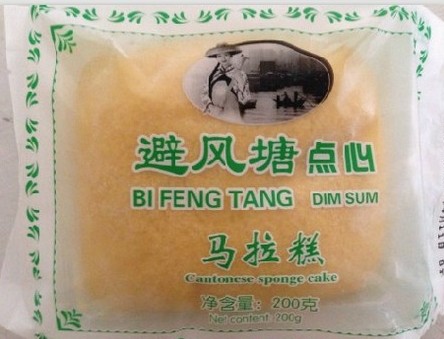 避风塘点心
BI FENG TANG DIM SUM
马拉糕
Cantonese sponge cake
净含量：200克
Net content：200g